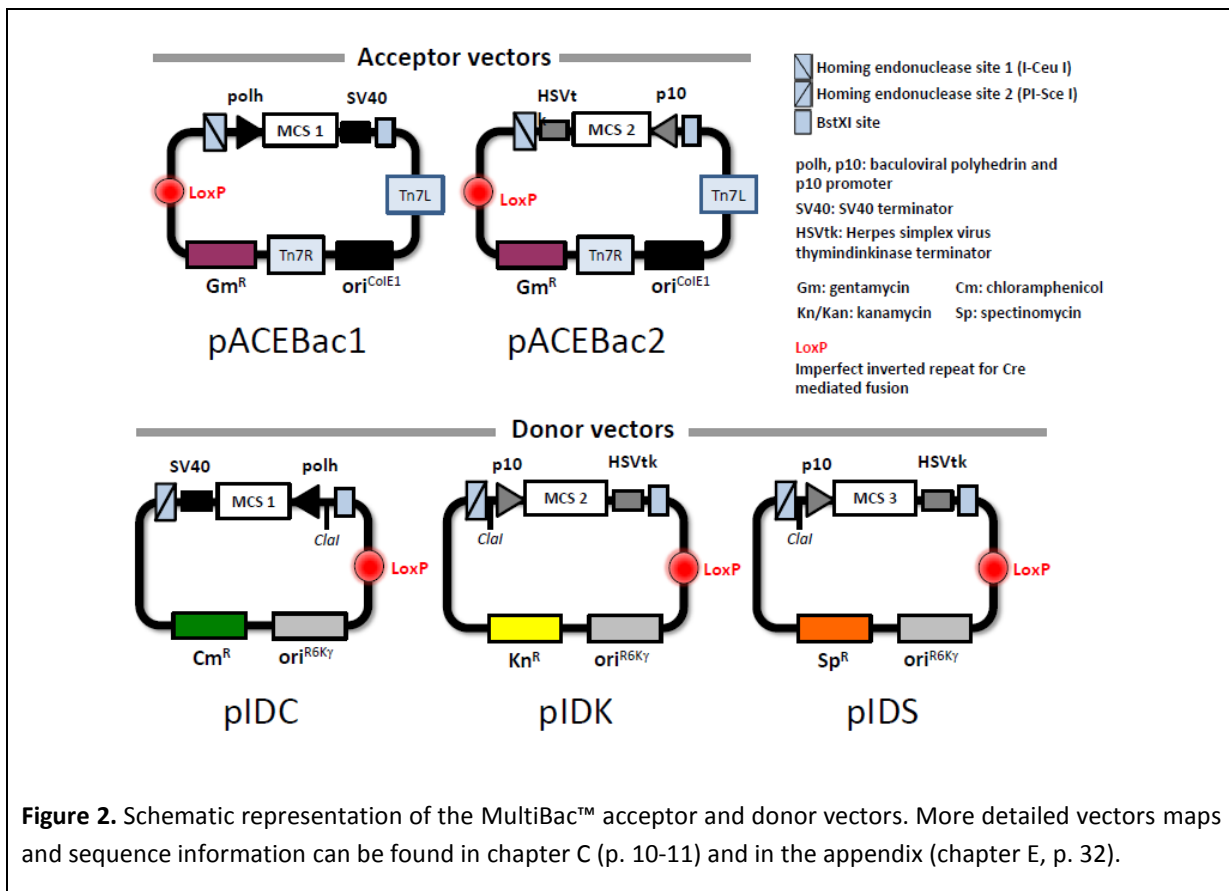 Acceptor vectors
polh
SV40
MCS 1
LoxP
Tn7L
Gm^R
Tn7R
ori^ColE1
pACEBac1
HSVt
k
p10
MCS 2
LoxP
Tn7L
Gm^R
Tn7R
ori^ColE1
pACEBac2
Homing endonuclease site 1 (I-Ceu I)
Homing endonuclease site 2 (PI-Sce I)
BstXI site
polh, p10: baculoviral polyhedrin and
p10 promoter
SV40: SV40 terminator
HSVtk: Herpes simplex virus
thymindinkinase terminator
Gm: gentamycin Cm: chloramphenicol
Kn/Kan: kanamycin Sp: spectinomycin
LoxP
Imperfect inverted repeat for Cre
mediated fusion
Donor vectors
SV40
polh
MCS 1
ClaI
LoxP
Cm^R
ori^R6Kγ
pIDC
p10
HSVtk
MCS 2
ClaI
LoxP
Kn^R
ori^R6Kγ
pIDK
p10
HSVtk
MCS 3
ClaI
LoxP
Sp^R
ori^R6Kγ
pIDS
Figure 2. Schematic representation of the MultiBac™ acceptor and donor vectors. More detailed vectors maps
and sequence information can be found in chapter C (p. 10-11) and in the appendix (chapter E, p. 32).